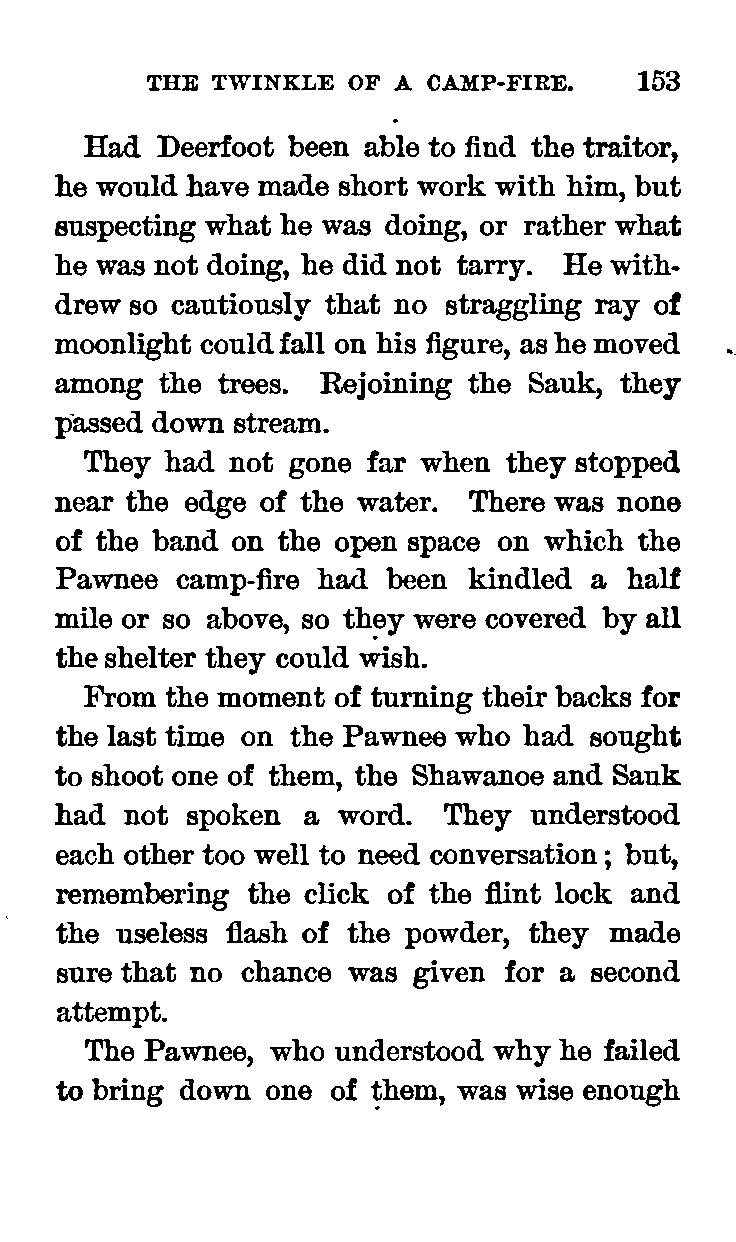 THE TWINKLE OF A CAMP-FIRE. 153
Had Deerfoot been able to find the traitor,
he would have made short work with him, but
suspecting what he was doing, or rather what
he was not doing, he did not tarry. He with-
drew so cautiously that no straggling ray of
moonlight could fall on his figure, as he moved
among the trees. Rejoining the Sauk, they
passed down stream.
They had not gone far when they stopped
near the edge of the water. There was none
of the band on the open space on which the
Pawnee camp-fire had been kindled a half
mile or so above, so they were covered by all
the shelter they could wish.
From the moment of turning their backs for
the last time on the Pawnee who had sought
to shoot one of them, the Shawanoe and Sauk
had not spoken a word. They understood
each other too well to need conversation; but,
remembering the click of the flint lock and
the useless flash of the powder, they made
sure that no chance was given for a second
attempt.
The Pawnee, who understood why he failed
to bring down one of them, was wise enough